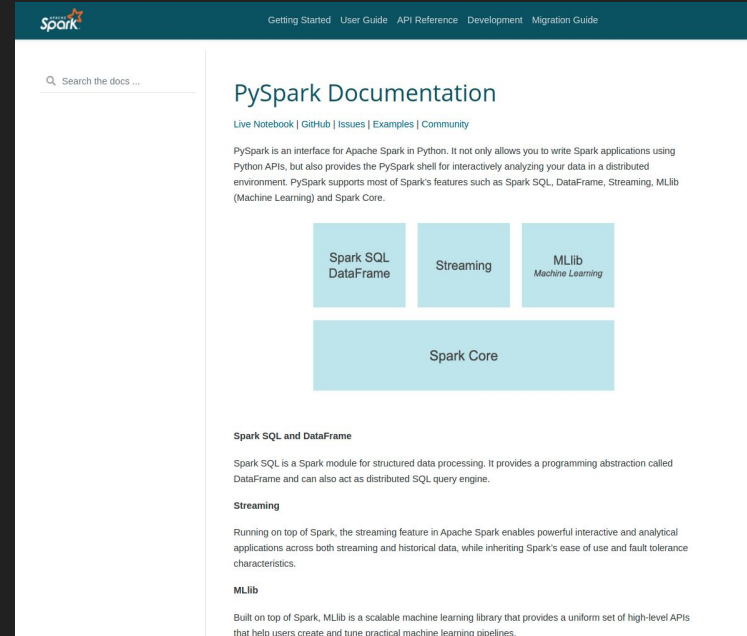 APACHE
Spark
Getting Started User Guide API Reference Development Migration Guide
Search the docs ...
PySpark Documentation
Live Notebook | GitHub | Issues | Examples | Community
PySpark is an interface for Apache Spark in Python. It not only allows you to write Spark applications using
Python APIs, but also provides the PySpark shell for interactively analyzing your data in a distributed
environment. PySpark supports most of Spark's features such as Spark SQL, DataFrame, Streaming, MLlib
(Machine Learning) and Spark Core.
Spark SQL
DataFrame
Streaming
MLlib
Machine Learning
Spark Core
Spark SQL and DataFrame
Spark SQL is a Spark module for structured data processing. It provides a programming abstraction called
DataFrame and can also act as distributed SQL query engine.
Streaming
Running on top of Spark, the streaming feature in Apache Spark enables powerful interactive and analytical
applications across both streaming and historical data, while inheriting Spark's ease of use and fault tolerance
characteristics.
MLlib
Built on top of Spark, MLlib is a scalable machine learning library that provides a uniform set of high-level APIs
that help users create and tune practical machine learning pipelines.